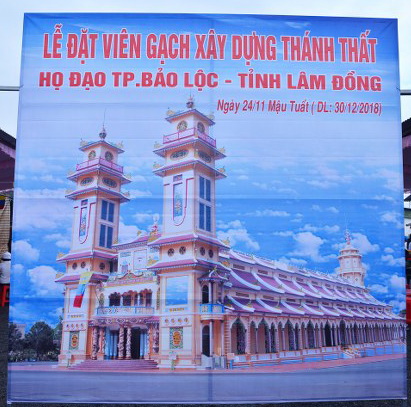 LỄ ĐẶT VIÊN GẠCH XÂY DỰNG THÁNH THẤT
HỌ ĐẠO TP.BẢO LỘC - TỈNH LÂM ĐỒNG
Ngày 24/11 Mậu Tuất ( DL: 30/12/2018)